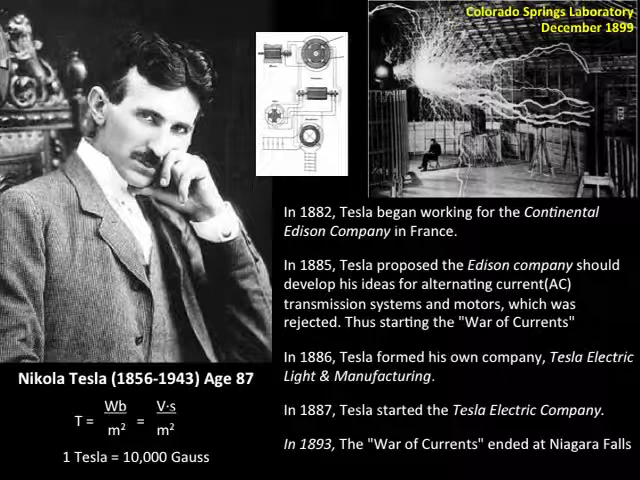 Colorado Springs Laboratory
December 1899
In 1882, Tesla began working for the Continental
Edison Company in France.
In 1885, Tesla proposed the Edison company should
develop his ideas for alternating current(AC)
transmission systems and motors, which was
rejected. Thus starting the "War of Currents"
In 1886, Tesla formed his own company, Tesla Electric
Light & Manufacturing.
In 1887, Tesla started the Tesla Electric Company.
In 1893, The "War of Currents" ended at Niagara Falls
Nikola Tesla (1856-1943) Age 87
T = Wb/m² = V·s/m²
1 Tesla = 10,000 Gauss